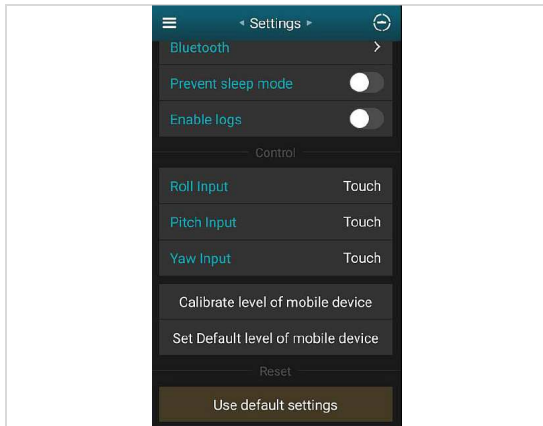 Settings
Bluetooth
Prevent sleep mode
Enable logs
Control
Roll Input Touch
Pitch Input Touch
Yaw Input Touch
Calibrate level of mobile device
Set Default level of mobile device
Reset
Use default settings